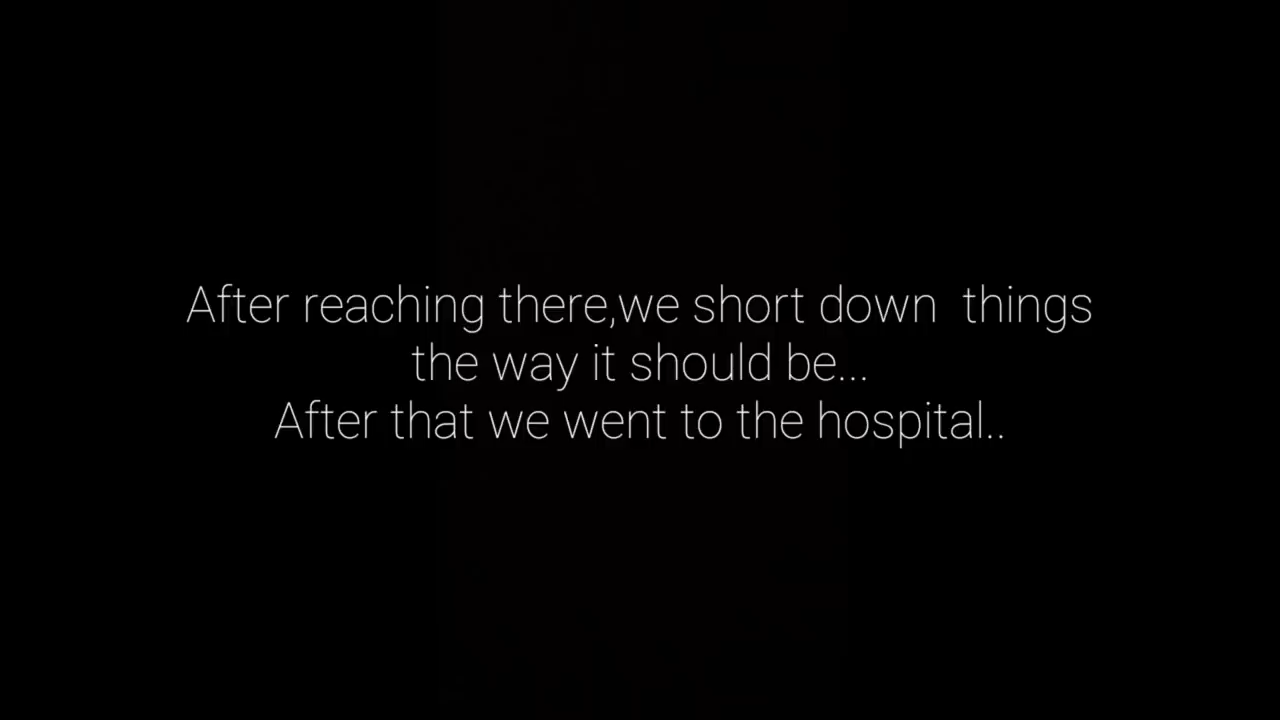 After reaching there,we short down  things
the way it should be...
After that we went to the hospital..